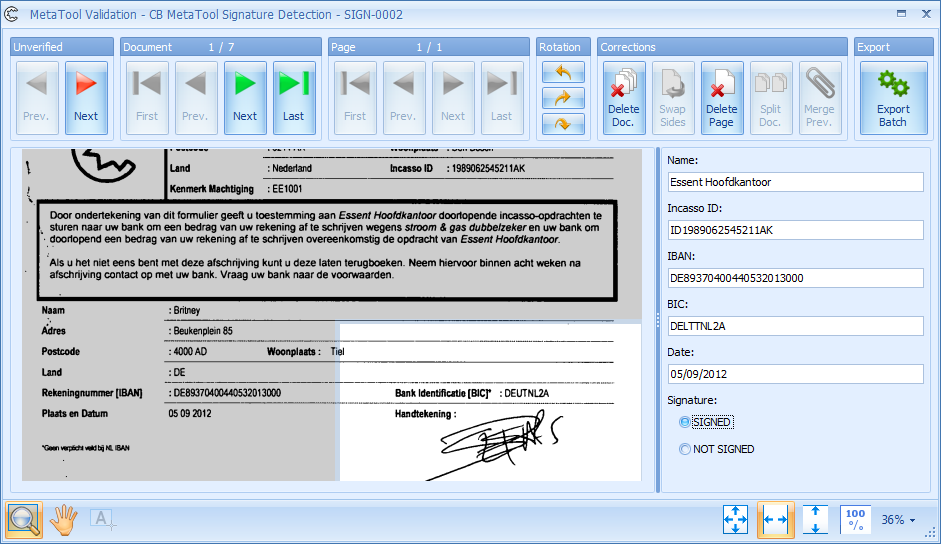 MetaTool Validation - CB MetaTool Signature Detection - SIGN-0002
Unverified
Document 1 / 7
Page 1 / 1
Rotation
Corrections
Export
Prev.
Next
First
Prev.
Next
Last
First
Prev.
Next
Last
Delete Doc.
Swap Sides
Delete Page
Split Doc.
Merge Prev.
Export Batch
Land : Nederland Incasso ID : 1989062545211AK
Kenmerk Machtiging : EE1001
Door ondertekening van dit formulier geeft u toestemming aan Essent Hoofdkantoor doorlopende incasso-opdrachten te
sturen naar uw bank om een bedrag van uw rekening af te schrijven wegens stroom & gas dubbelzeker en uw bank om
doorlopend een bedrag van uw rekening af te schrijven overeenkomstig de opdracht van Essent Hoofdkantoor.
Als u het niet eens bent met deze afschrijving kunt u deze laten terugboeken. Neem hiervoor binnen acht weken na
afschrijving contact op met uw bank. Vraag uw bank naar de voorwaarden.
Naam : Britney
Adres : Beukenplein 85
Postcode : 4000 AD Woonplaats : Tiel
Land : DE
Rekeningnummer [IBAN] : DE89370400440532013000 Bank Identificatie [BIC]* : DEUTNL2A
Plaats en Datum 05 09 2012 Handtekening :
*Geen verplicht veld bij NL IBAN
Name:
Essent Hoofdkantoor
Incasso ID:
ID1989062545211AK
IBAN:
DE89370400440532013000
BIC:
DELTTNL2A
Date:
05/09/2012
Signature:
SIGNED
NOT SIGNED
A
100
%
36%